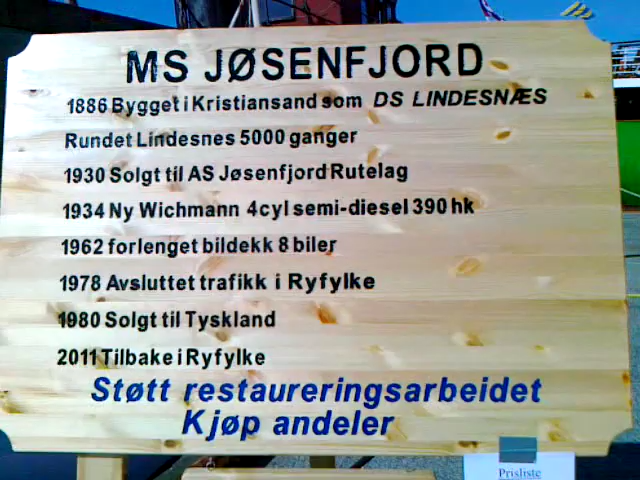 MS JØSENFJORD
1886 Bygget i Kristiansand som DS LINDESNÆS
Rundet Lindesnes 5000 ganger
1930 Solgt til AS Jøsenfjord Rutelag
1934 Ny Wichmann 4cyl semi-diesel 390 hk
1962 forlenget bildekk 8 biler
1978 Avsluttet trafikk i Ryfylke
1980 Solgt til Tyskland
2011 Tilbake i Ryfylke
Støtt restaureringsarbeidet
Kjøp andeler
Prisliste